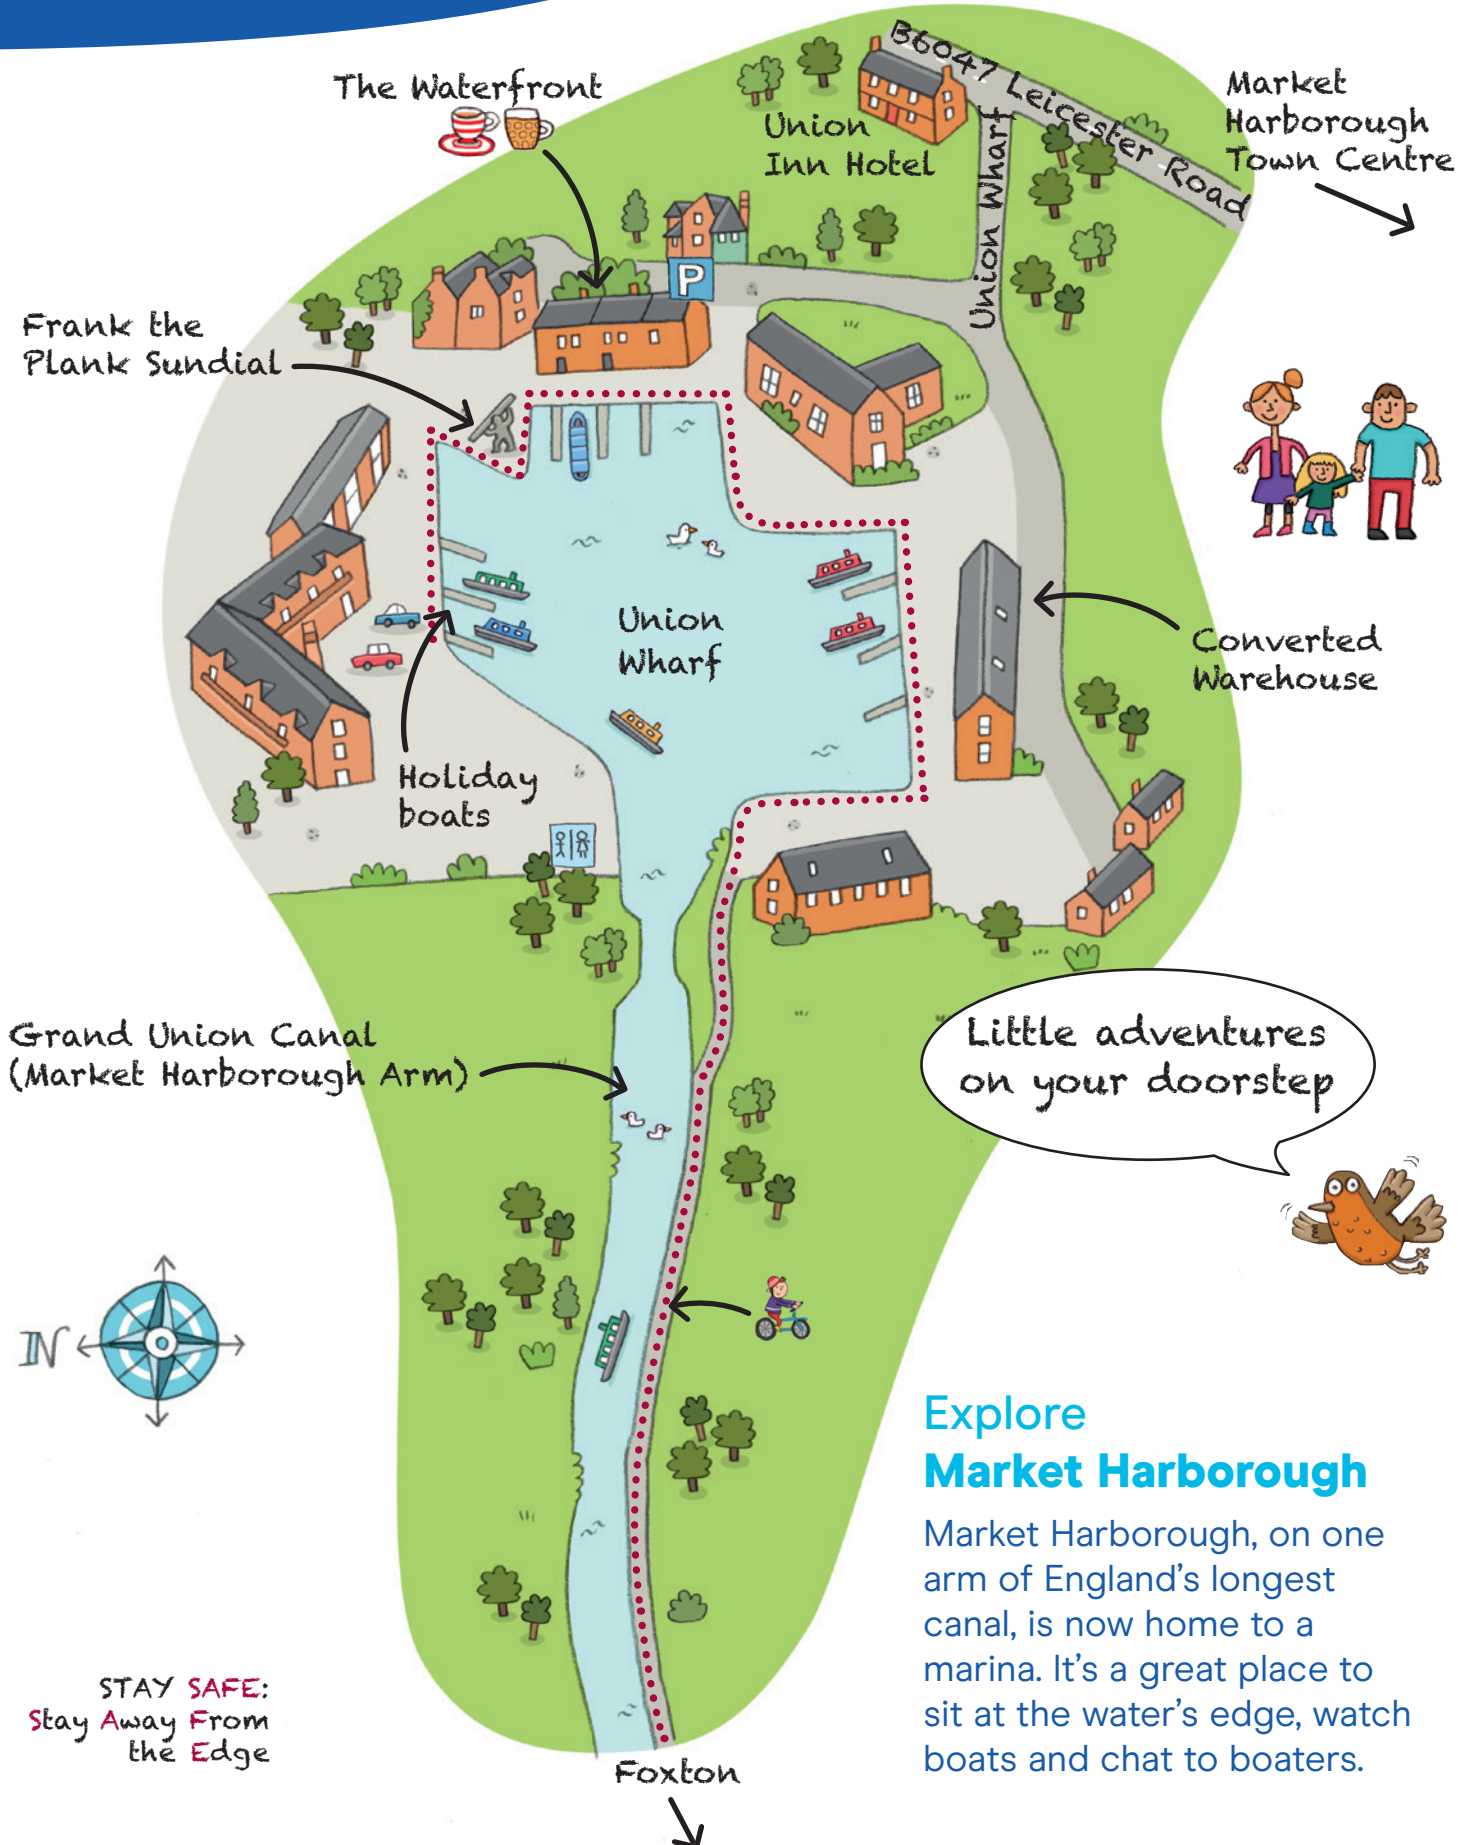 The Waterfront
B6047 Leicester Road
Market
Harborough
Town Centre
Union
Inn Hotel
Union Wharf
P
Frank the
Plank Sundial
Union
Wharf
Converted
Warehouse
Holiday
boats
Grand Union Canal
(Market Harborough Arm)
Little adventures
on your doorstep
N
Explore
Market Harborough
Market Harborough, on one
arm of England's longest
canal, is now home to a
marina. It's a great place to
sit at the water's edge, watch
boats and chat to boaters.
STAY SAFE:
Stay Away From
the Edge
Foxton